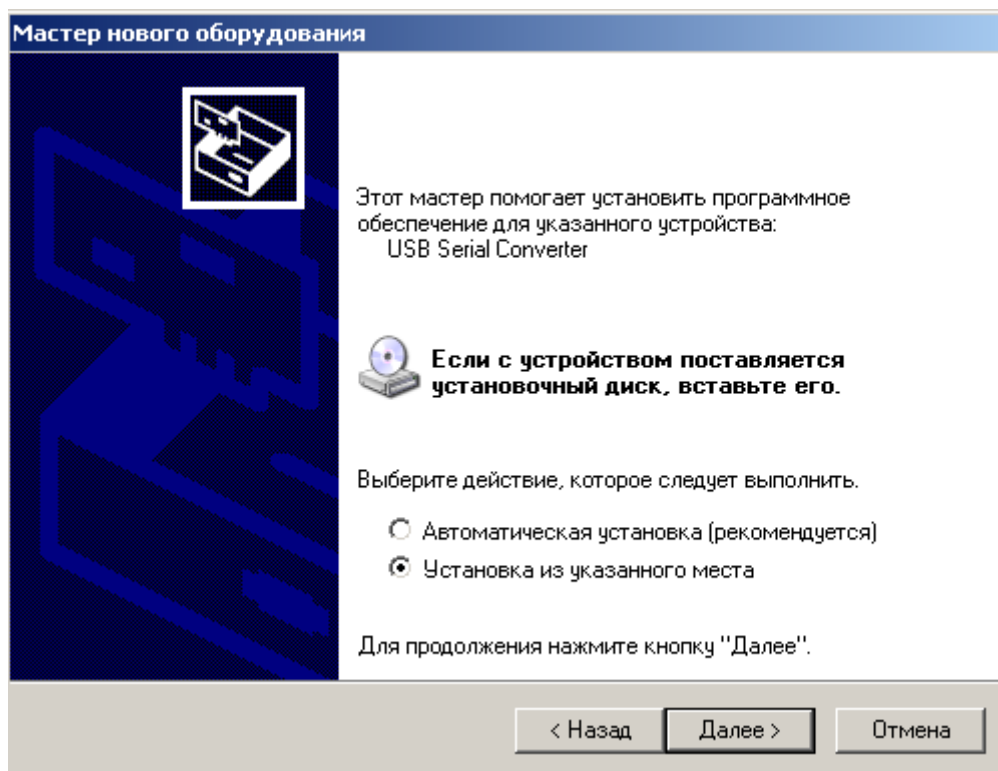 Мастер нового оборудования
Этот мастер помогает установить программное
обеспечение для указанного устройства:
USB Serial Converter
Если с устройством поставляется
установочный диск, вставьте его.
Выберите действие, которое следует выполнить.
Автоматическая установка (рекомендуется)
Установка из указанного места
Для продолжения нажмите кнопку "Далее".
< Назад
Далее >
Отмена